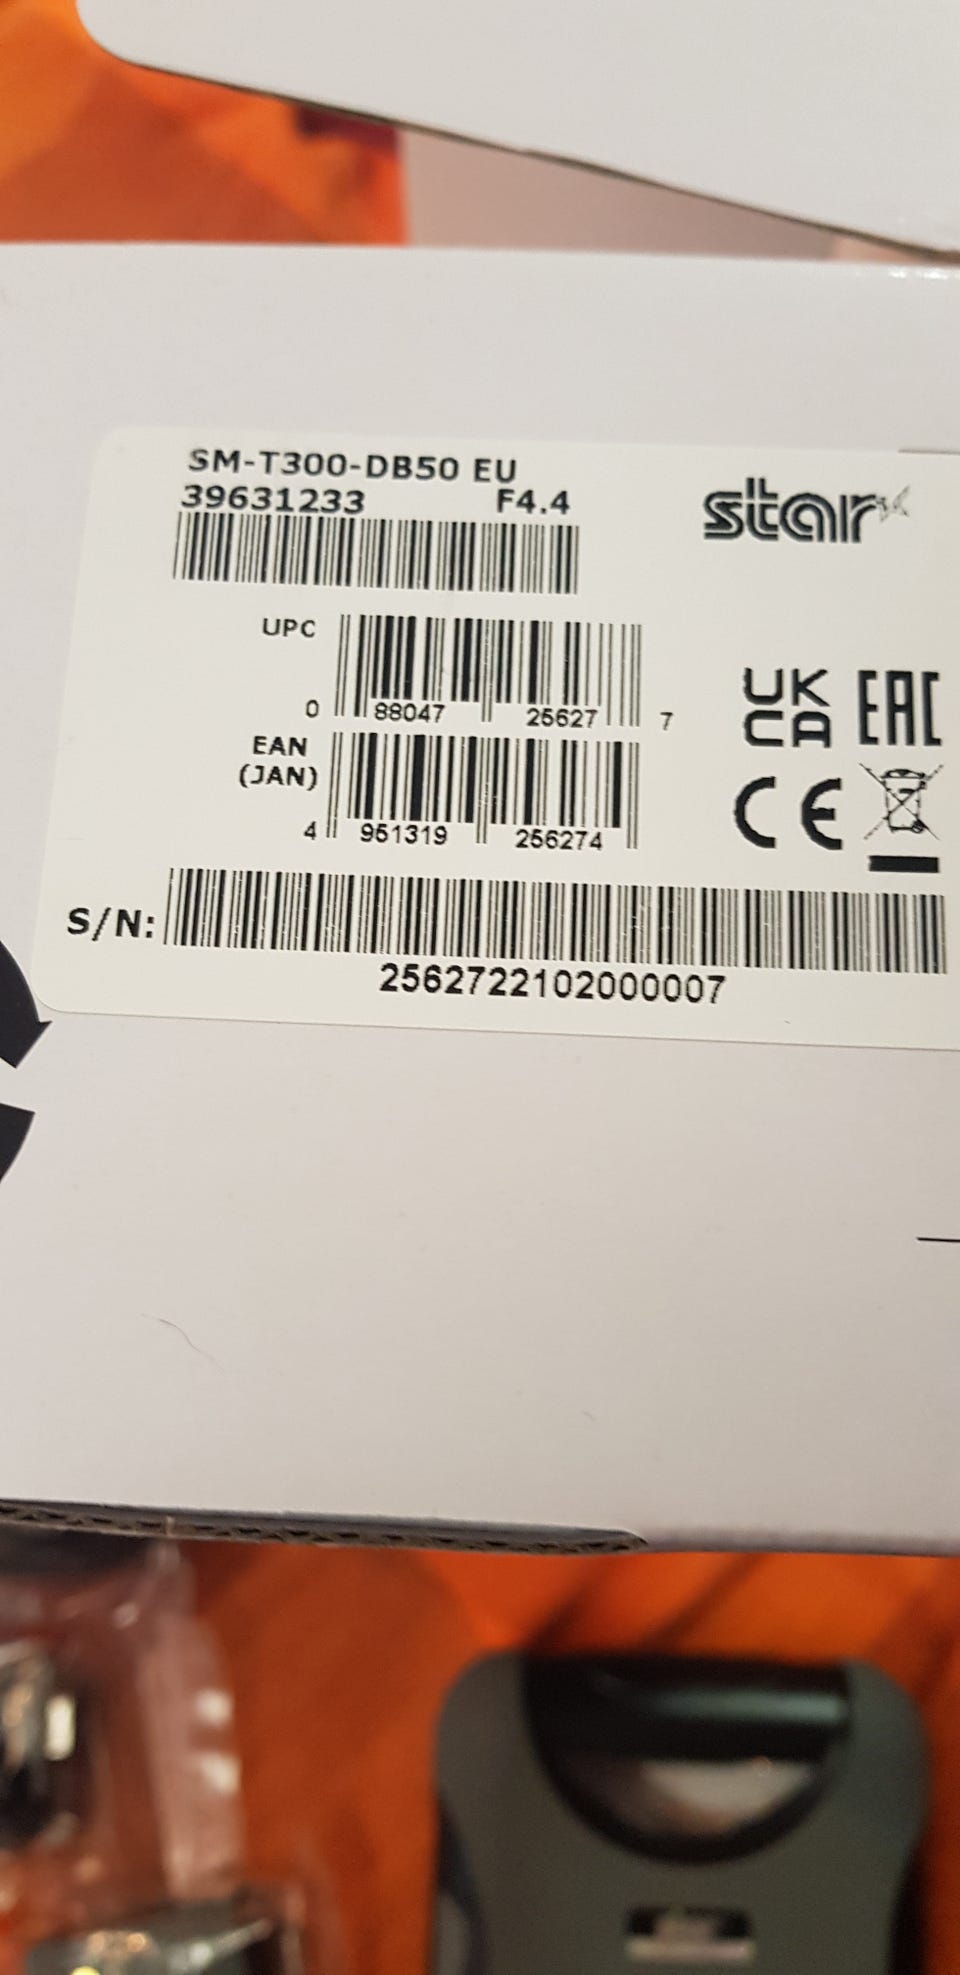 SM-T300-DB50 EU
39631233 F4.4
star
UPC
0 88047 25627 7
EAN
(JAN)
4 951319 256274
UK
CA
EAC
CE
S/N:
2562722102000007